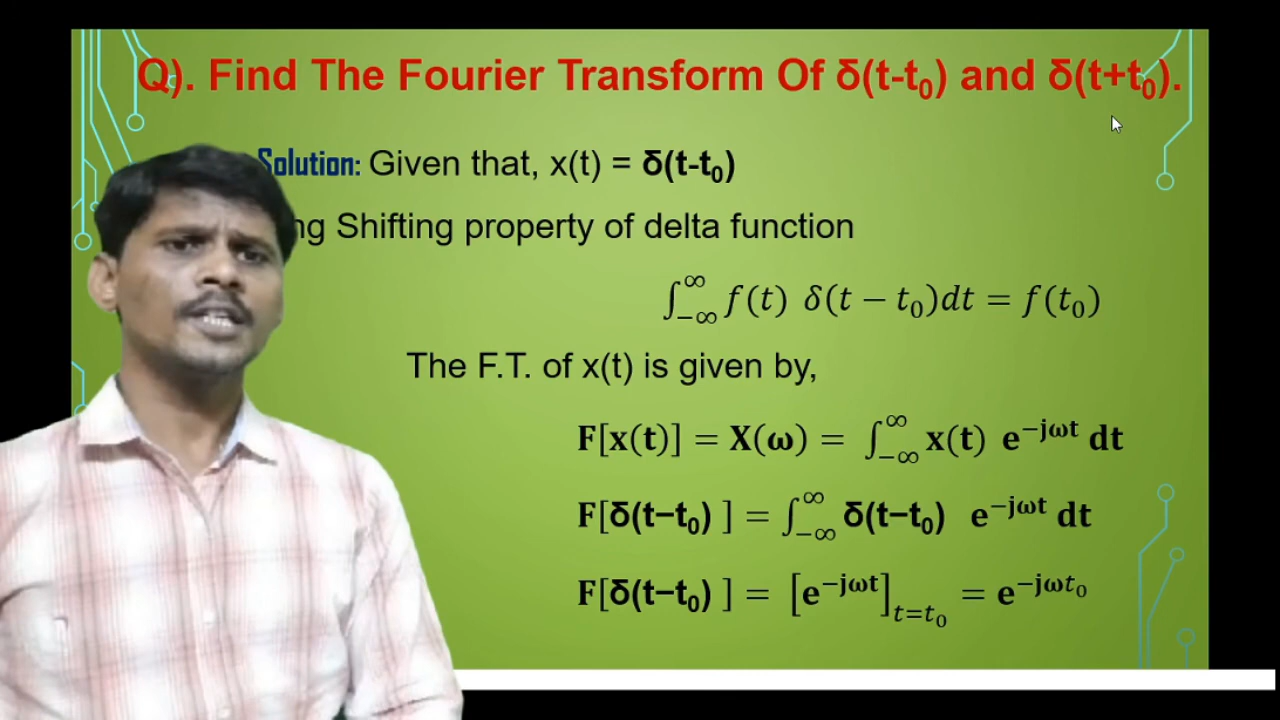 Q). Find The Fourier Transform Of δ(t-t₀) and δ(t+t₀).
Solution: Given that, x(t) = δ(t-t₀)
Shifting property of delta function
∫_{-∞}^{∞} f(t) δ(t − t₀)dt = f(t₀)
The F.T. of x(t) is given by,
F[x(t)] = X(ω) = ∫_{-∞}^{∞} x(t) e^{-jωt} dt
F[δ(t−t₀) ] = ∫_{-∞}^{∞} δ(t−t₀) e^{-jωt} dt
F[δ(t−t₀) ] = [e^{-jωt}]_{t=t₀} = e^{-jωt₀}